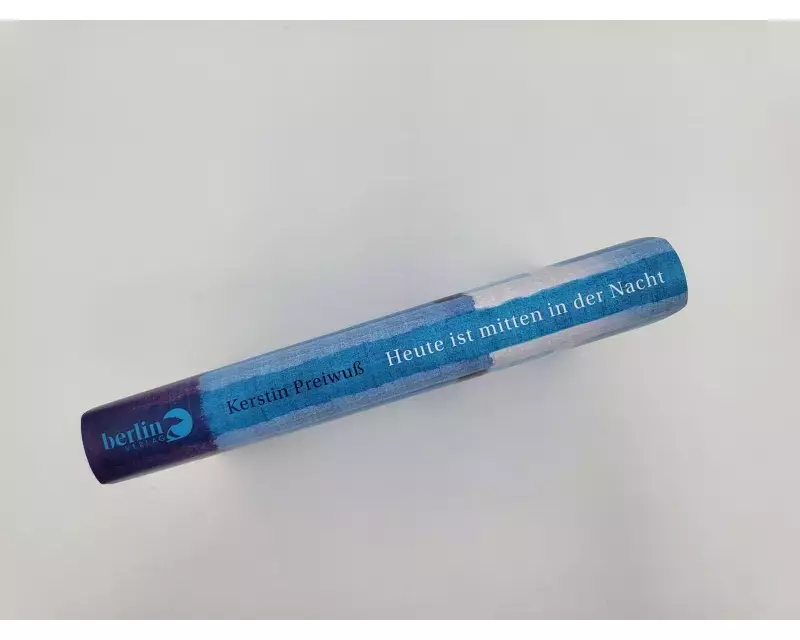 berlin
VERLAG
Kerstin Preiwuß
Heute ist mitten in der Nacht